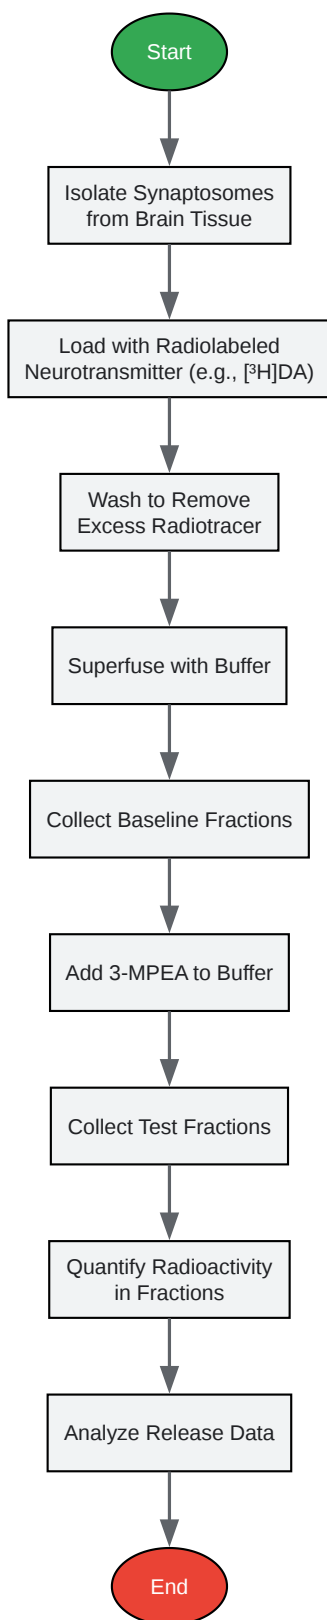 Start
Isolate Synaptosomes
from Brain Tissue
Load with Radiolabeled
Neurotransmitter (e.g., [³H]DA)
Wash to Remove
Excess Radiotracer
Superfuse with Buffer
Collect Baseline Fractions
Add 3-MPEA to Buffer
Collect Test Fractions
Quantify Radioactivity
in Fractions
Analyze Release Data
End